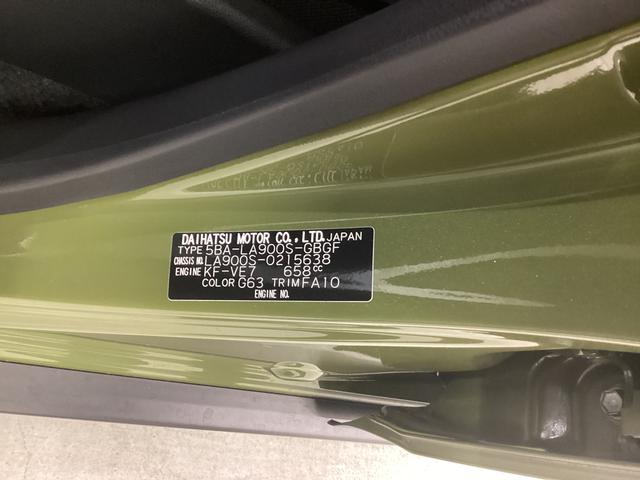 DAIHATSU MOTOR CO., LTD. JAPAN
TYPE 5BA-LA900S-GBGF
CHASSIS NO. LA900S-0215638
ENGINE KF-VE7 658cc
COLOR G63 TRIM FA10
ENGINE NO.